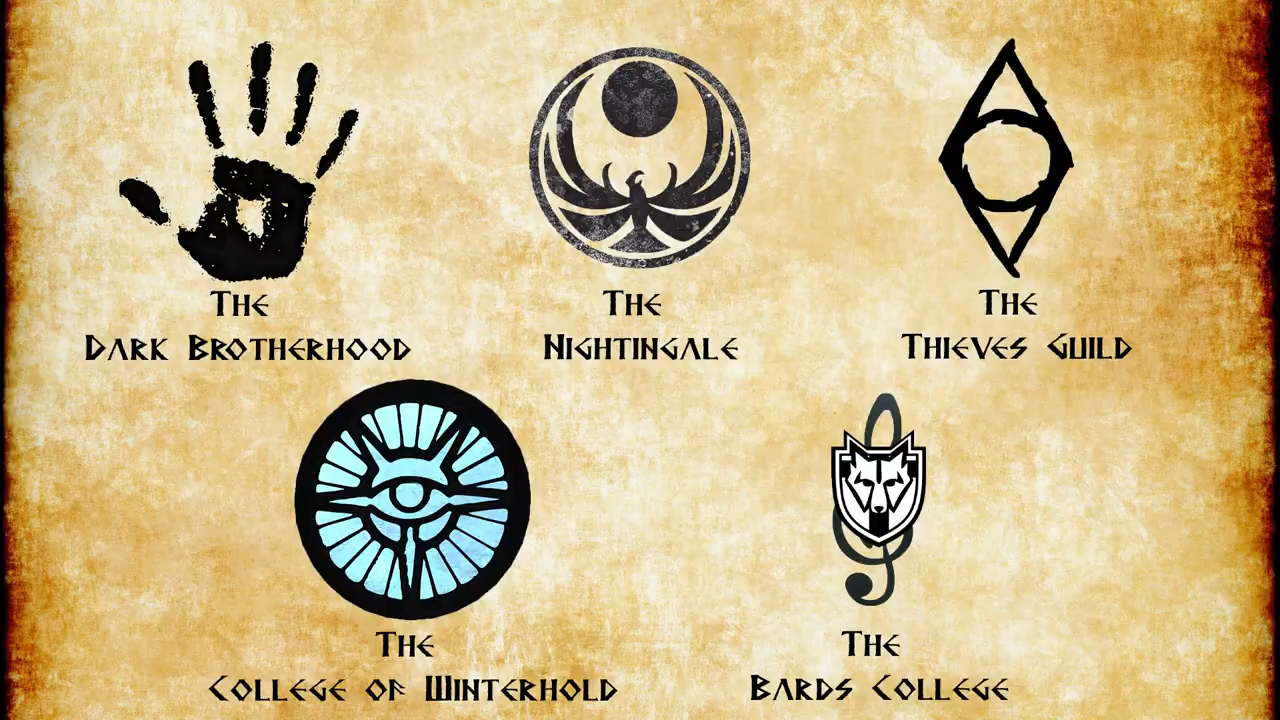 The
Dark Brotherhood
The
Nightingale
The
Thieves Guild
The
College of Winterhold
The
Bards College